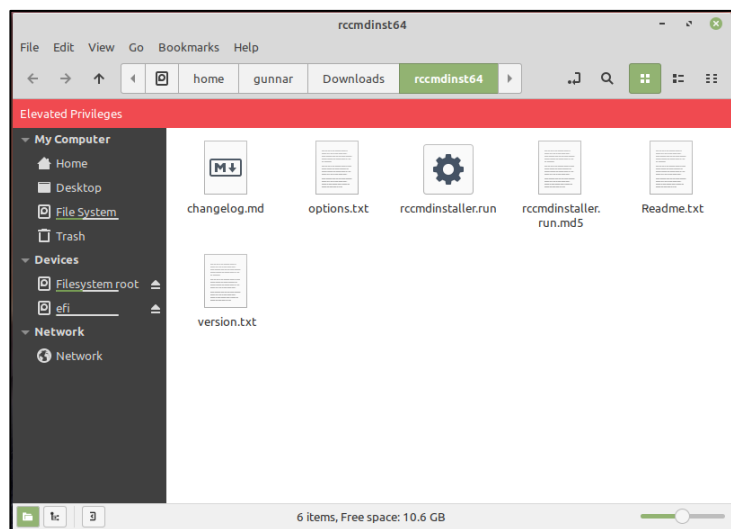 rccmdinst64
File Edit View Go Bookmarks Help
home gunnar Downloads rccmdinst64
Elevated Privileges
My Computer
Home
Desktop
File System
Trash
Devices
Filesystem root
efi
Network
Network
changelog.md options.txt rccmdinstaller.run rccmdinstaller. Readme.txt
run.md5
version.txt
6 items, Free space: 10.6 GB